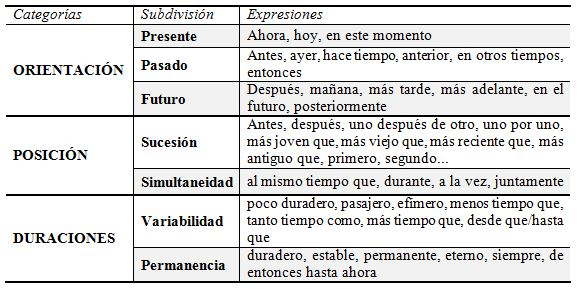 Categorías Subdivisión Expresiones
Presente Ahora, hoy, en este momento
ORIENTACIÓN
Pasado Antes, ayer, hace tiempo, anterior, en otros tiempos,
entonces
Futuro Después, mañana, más tarde, más adelante, en el
futuro, posteriormente
POSICIÓN
Sucesión Antes, después, uno después de otro, uno por uno,
más joven que, más viejo que, más reciente que, más
antiguo que, primero, segundo...
Simultaneidad al mismo tiempo que, durante, a la vez, juntamente
DURACIONES
Variabilidad poco duradero, pasajero, efímero, menos tiempo que,
tanto tiempo como, más tiempo que, desde que/hasta
que
Permanencia duradero, estable, permanente, eterno, siempre, de
entonces hasta ahora